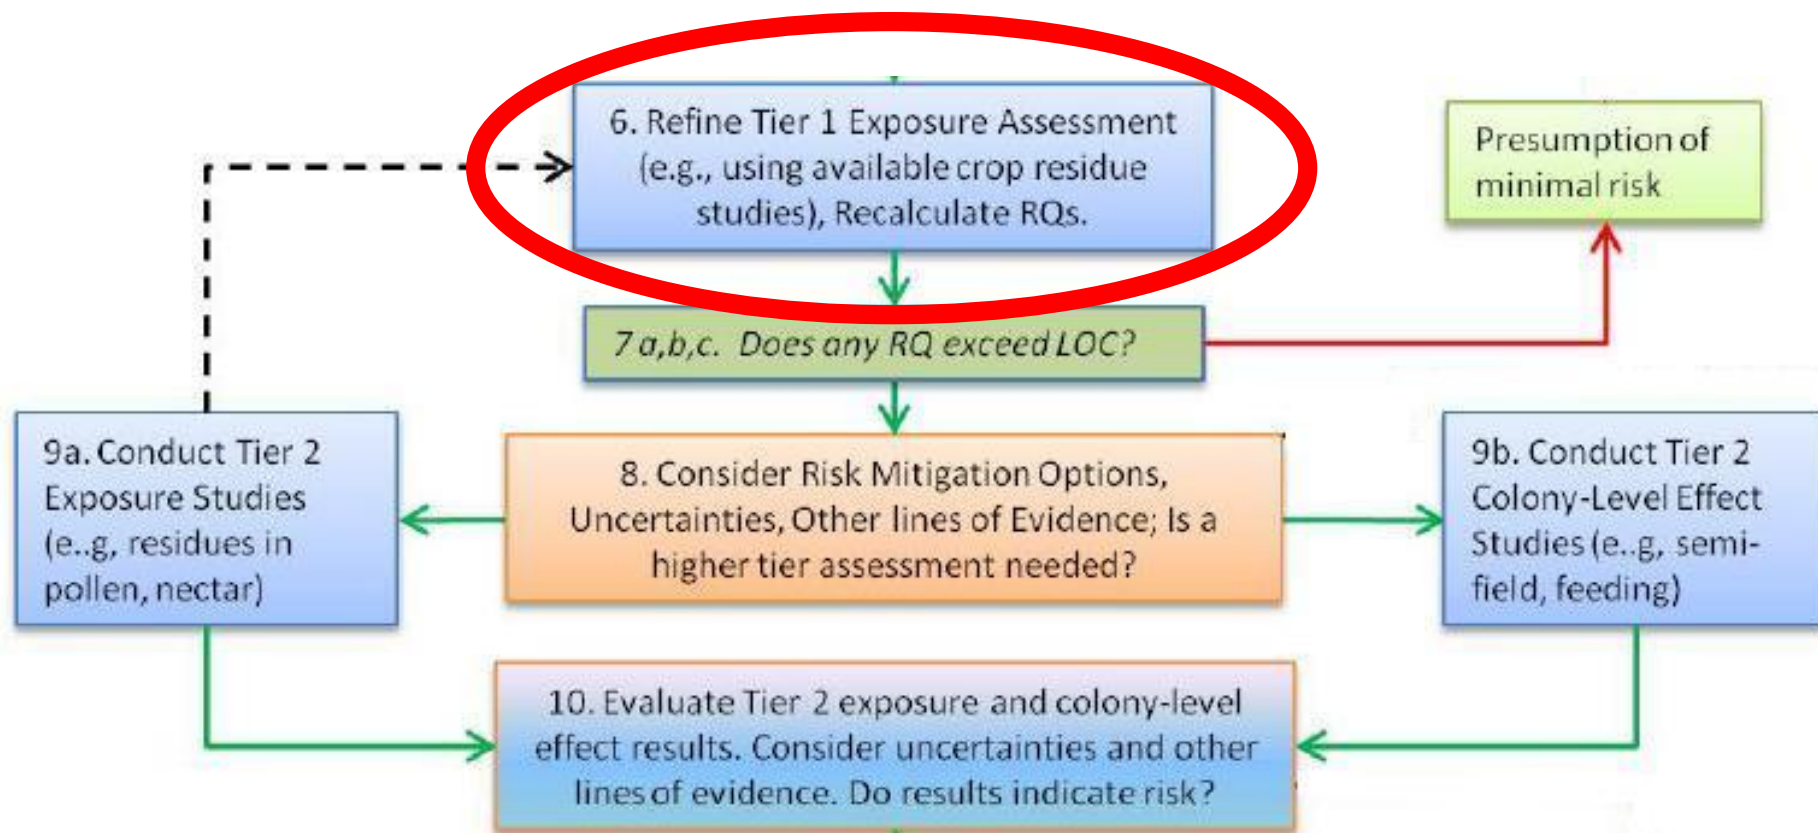 6. Refine Tier 1 Exposure Assessment
(e.g., using available crop residue
studies), Recalculate RQs.
Presumption of
minimal risk
7 a,b,c. Does any RQ exceed LOC?
9a. Conduct Tier 2
Exposure Studies
(e..g, residues in
pollen, nectar)
8. Consider Risk Mitigation Options,
Uncertainties, Other lines of Evidence; Is a
higher tier assessment needed?
9b. Conduct Tier 2
Colony-Level Effect
Studies (e..g, semi-
field, feeding)
10. Evaluate Tier 2 exposure and colony-level
effect results. Consider uncertainties and other
lines of evidence. Do results indicate risk?